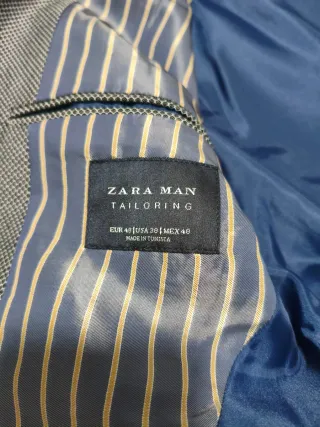 ZARA MAN
TAILORING
EUR 48|USA 38|MEX 48
MADE IN TUNISIA